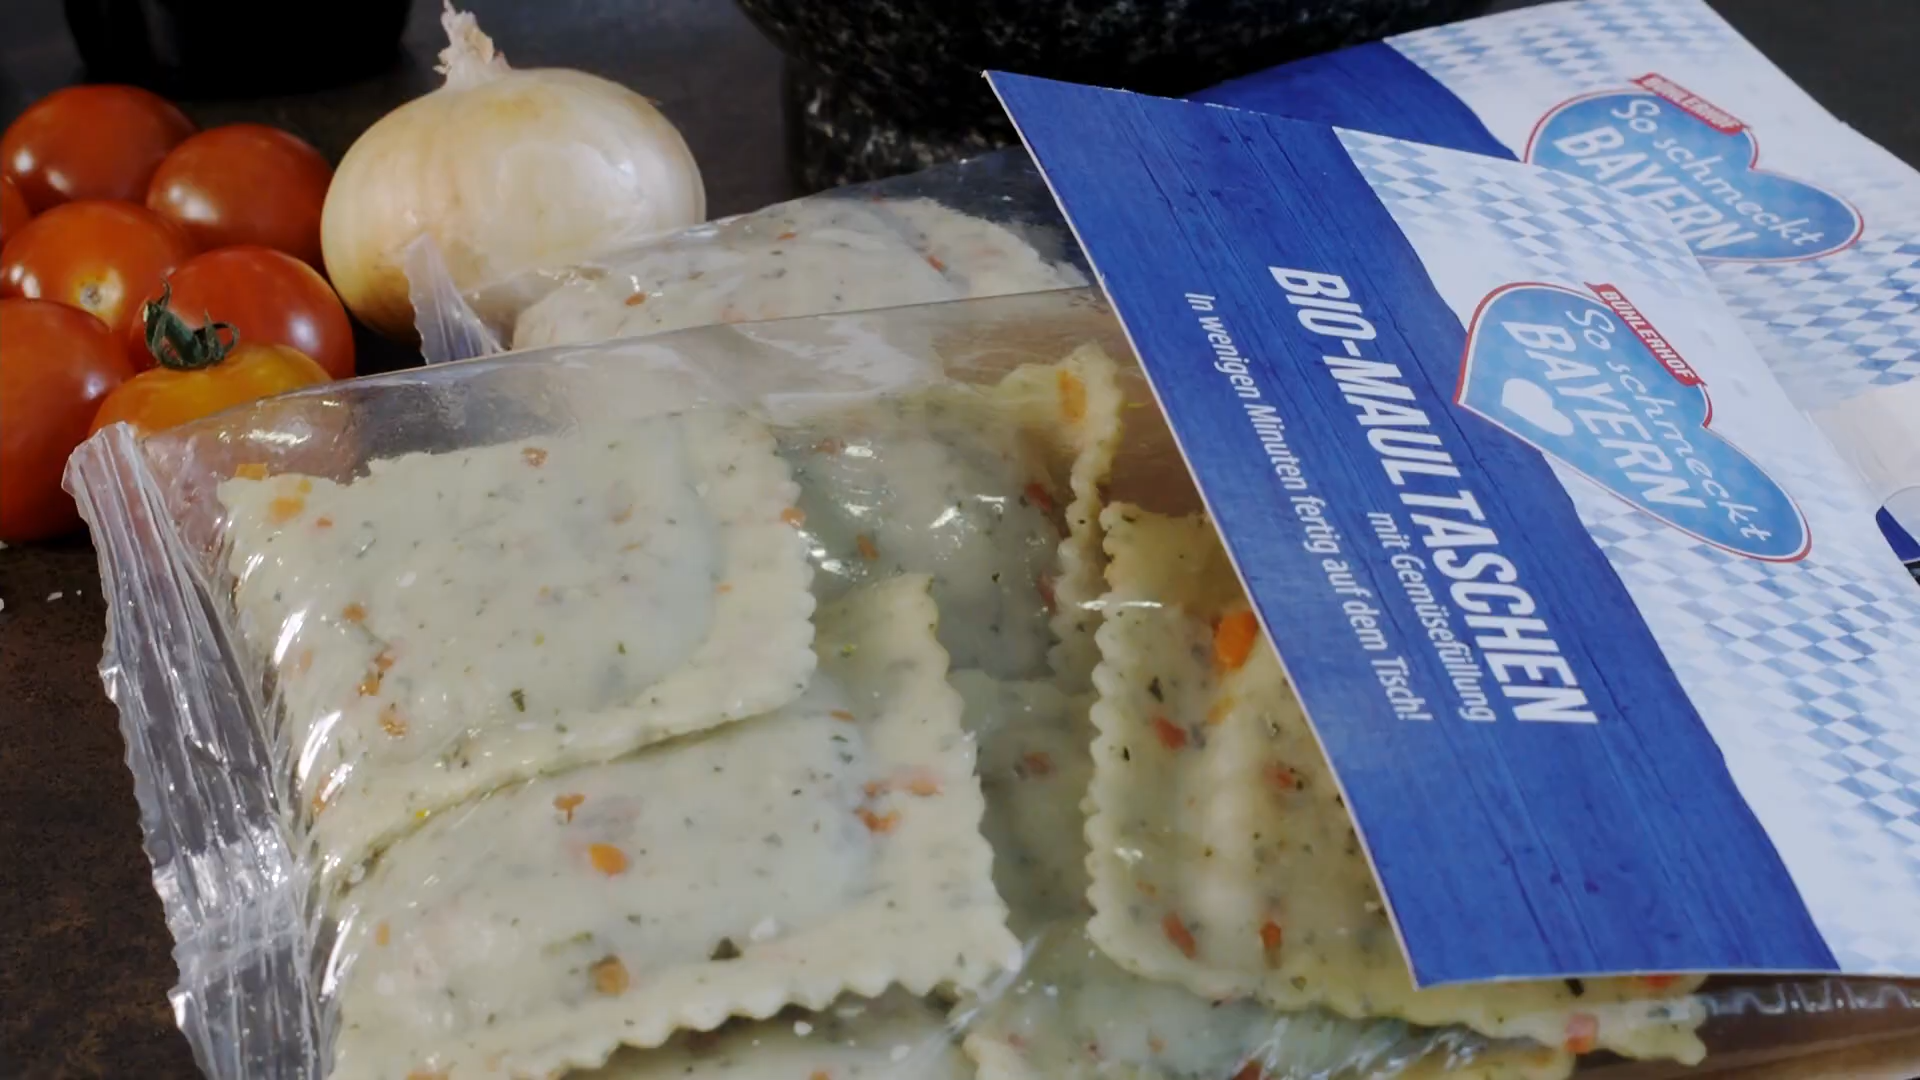 BÜHLERHOF
So schmeckt
BAYERN
BÜHLERHOF
So schmeckt
BAYERN
BIO-MAULTASCHEN
mit Gemüsefüllung
In wenigen Minuten fertig auf dem Tisch!